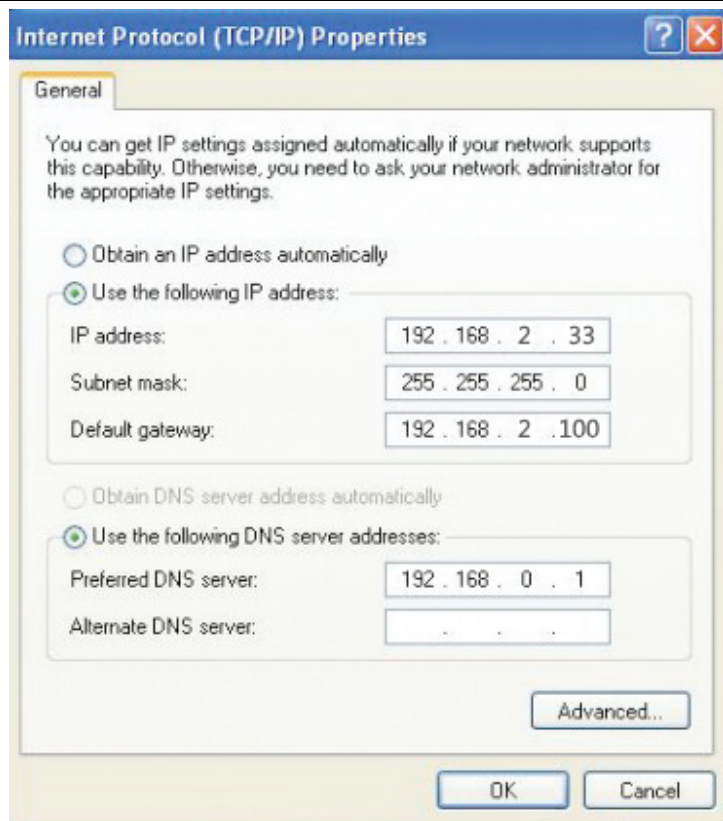 Internet Protocol (TCP/IP) Properties
General
You can get IP settings assigned automatically if your network supports
this capability. Otherwise, you need to ask your network administrator for
the appropriate IP settings.
Obtain an IP address automatically
Use the following IP address:
IP address: 192 . 168 . 2 . 33
Subnet mask: 255 . 255 . 255 . 0
Default gateway: 192 . 168 . 2 .100
Obtain DNS server address automatically
Use the following DNS server addresses:
Preferred DNS server: 192 . 168 . 0 . 1
Alternate DNS server: . . .
Advanced...
OK Cancel